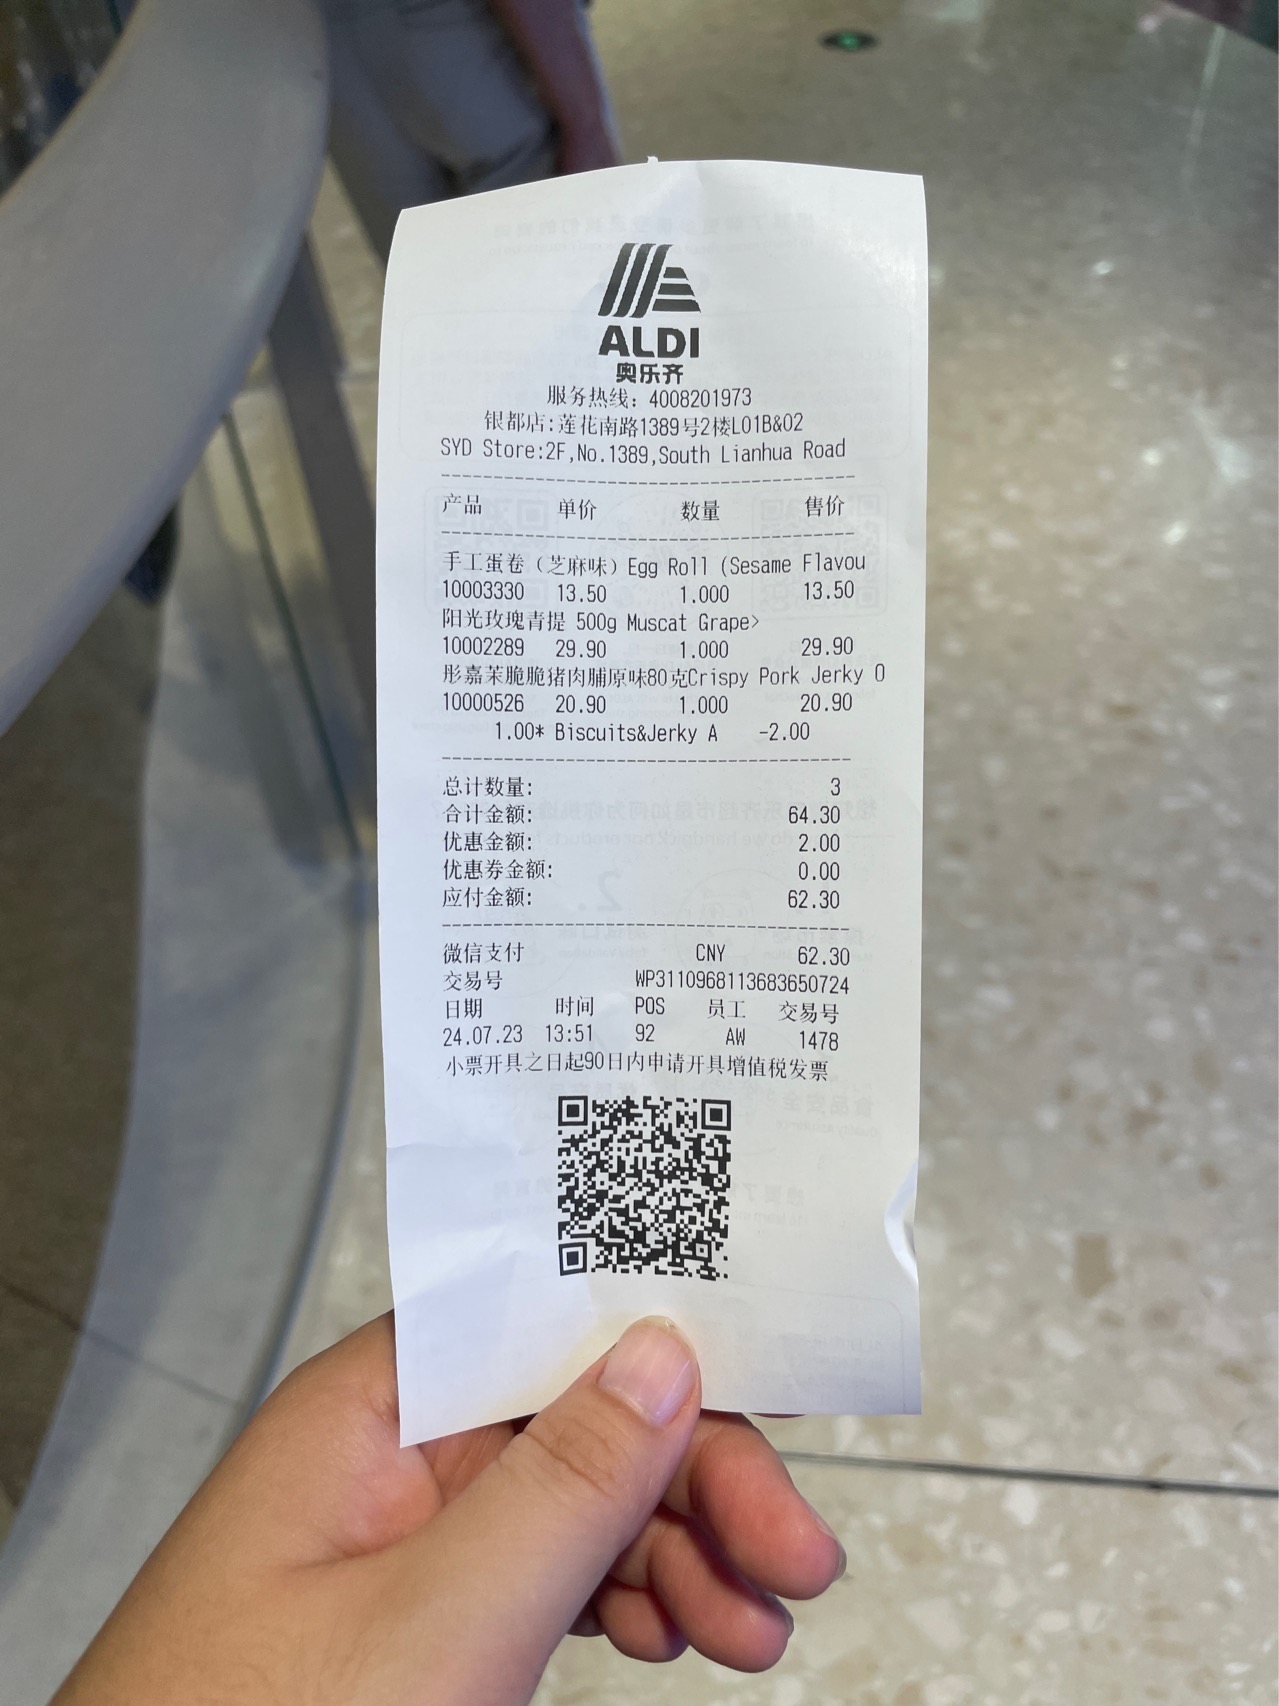 ALDI
奥乐齐
服务热线：4008201973
银都店:莲花南路1389号2楼L01B&02
SYD Store:2F,No.1389,South Lianhua Road
产品 单价 数量 售价
手工蛋卷（芝麻味）Egg Roll (Sesame Flavou
10003330 13.50 1.000 13.50
阳光玫瑰青提 500g Muscat Grape>
10002289 29.90 1.000 29.90
彤嘉茉脆脆猪肉脯原味80克Crispy Pork Jerky O
10000526 20.90 1.000 20.90
1.00* Biscuits&Jerky A -2.00
总计数量: 3
合计金额: 64.30
优惠金额: 2.00
优惠券金额: 0.00
应付金额: 62.30
微信支付 CNY 62.30
交易号 WP3110968113683650724
日期 时间 POS 员工 交易号
24.07.23 13:51 92 AW 1478
小票开具之日起90日内申请开具增值税发票